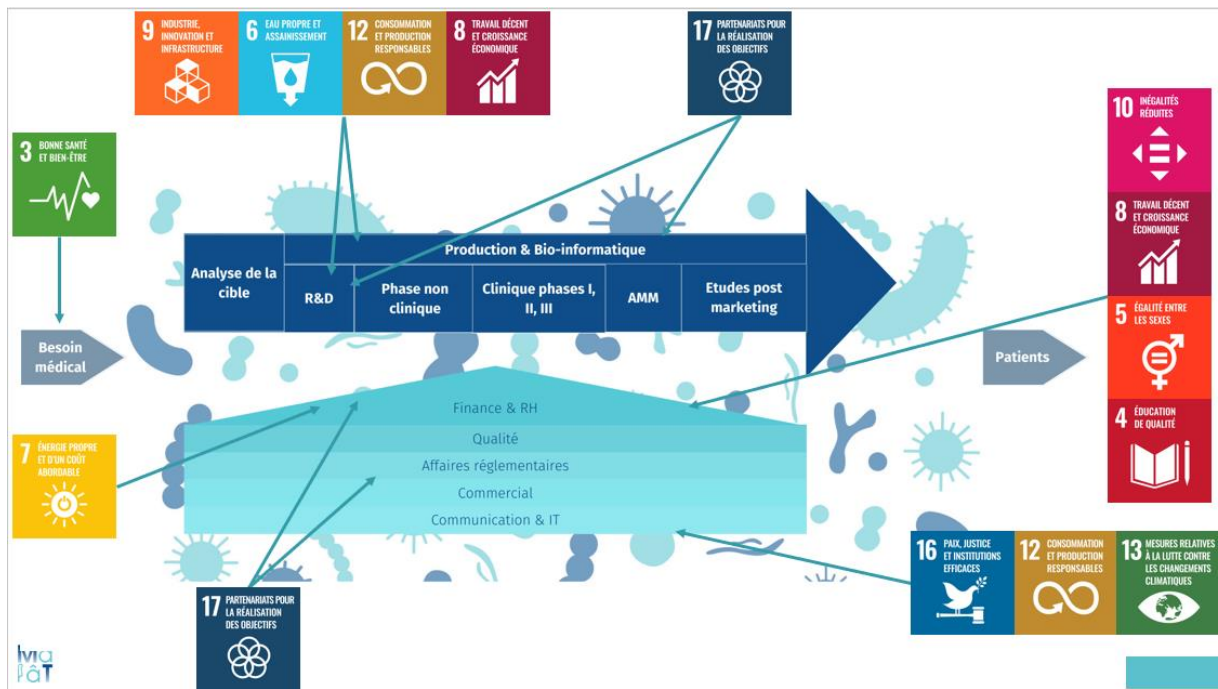 9 INDUSTRIE,
INNOVATION ET
INFRASTRUCTURE
6 EAU PROPRE ET
ASSAINISSEMENT
12 CONSOMMATION
ET PRODUCTION
RESPONSABLES
8 TRAVAIL DÉCENT
ET CROISSANCE
ÉCONOMIQUE
17 PARTENARIATS POUR
LA RÉALISATION
DES OBJECTIFS
3 BONNE SANTÉ
ET BIEN-ÊTRE
10 INÉGALITÉS
RÉDUITES
8 TRAVAIL DÉCENT
ET CROISSANCE
ÉCONOMIQUE
5 ÉGALITÉ ENTRE
LES SEXES
4 ÉDUCATION
DE QUALITÉ
Production & Bio-informatique
Analyse de la
cible
R&D
Phase non
clinique
Clinique phases I,
II, III
AMM
Etudes post
marketing
Besoin
médical
Patients
Finance & RH
Qualité
Affaires réglementaires
Commercial
Communication & IT
7 ÉNERGIE PROPRE
ET D'UN COÛT
ABORDABLE
17 PARTENARIATS POUR
LA RÉALISATION
DES OBJECTIFS
16 PAIX, JUSTICE
ET INSTITUTIONS
EFFICACES
12 CONSOMMATION
ET PRODUCTION
RESPONSABLES
13 MESURES RELATIVES
À LA LUTTE CONTRE
LES CHANGEMENTS
CLIMATIQUES